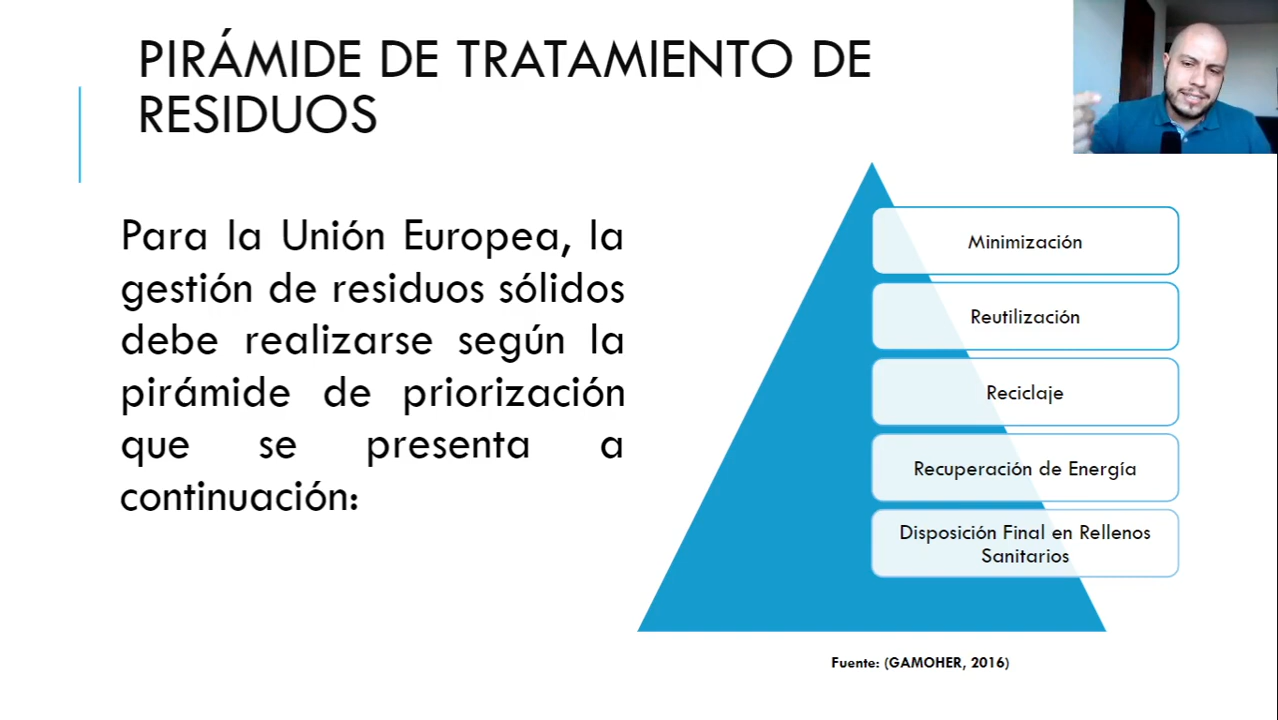 PIRÁMIDE DE TRATAMIENTO DE
RESIDUOS
Para la Unión Europea, la
gestión de residuos sólidos
debe realizarse según la
pirámide de priorización
que se presenta a
continuación:
Minimización
Reutilización
Reciclaje
Recuperación de Energía
Disposición Final en Rellenos
Sanitarios
Fuente: (GAMOHER, 2016)